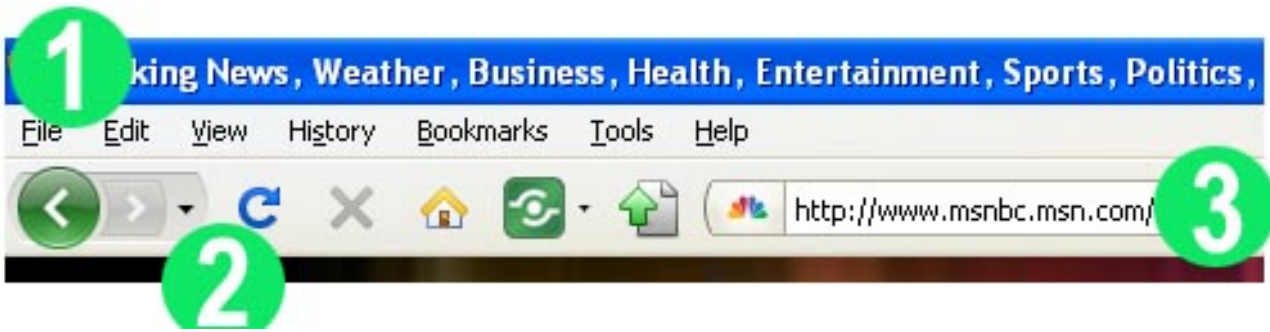 1
king News, Weather, Business, Health, Entertainment, Sports, Politics,
File Edit View History Bookmarks Tools Help
http://www.msnbc.msn.com/
3
2